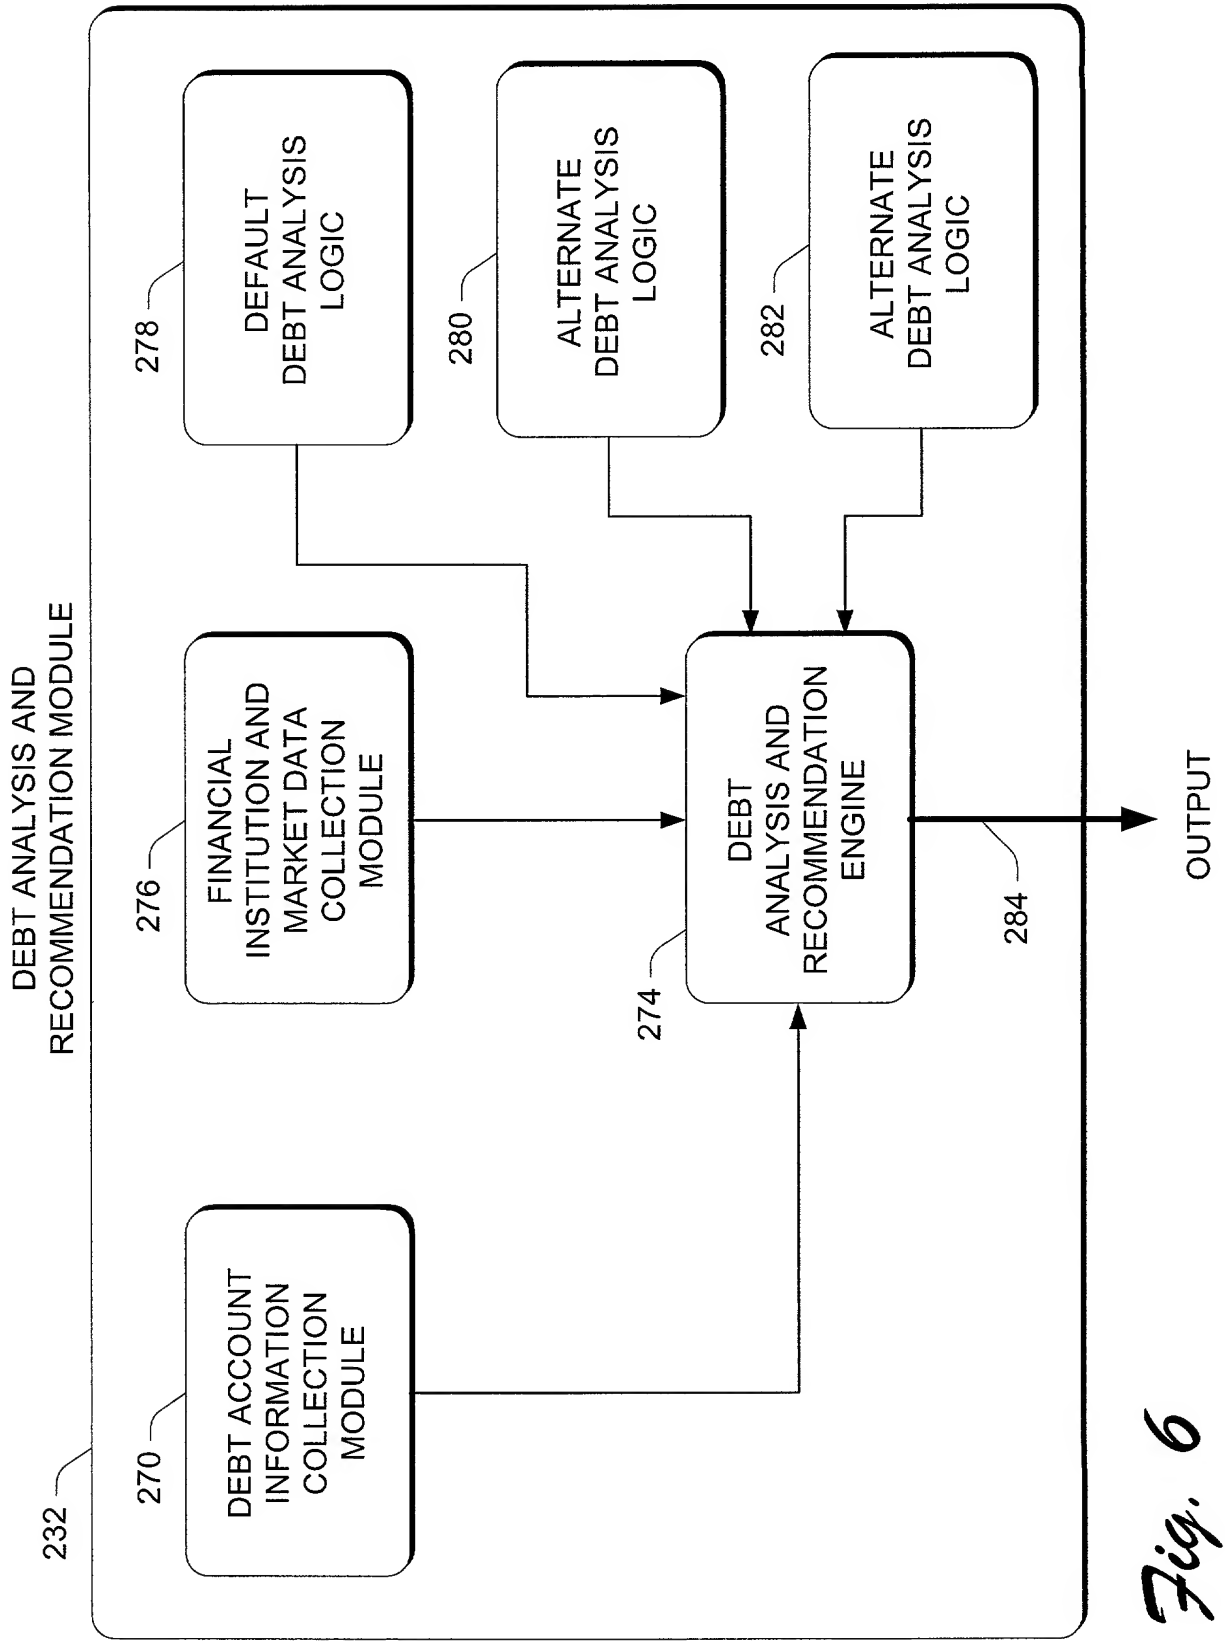 DEBT ANALYSIS AND
RECOMMENDATION MODULE
232
270
DEBT ACCOUNT
INFORMATION
COLLECTION
MODULE
276
FINANCIAL
INSTITUTION AND
MARKET DATA
COLLECTION
MODULE
278
DEFAULT
DEBT ANALYSIS
LOGIC
280
ALTERNATE
DEBT ANALYSIS
LOGIC
282
ALTERNATE
DEBT ANALYSIS
LOGIC
274
DEBT
ANALYSIS AND
RECOMMENDATION
ENGINE
284
OUTPUT
Fig. 6